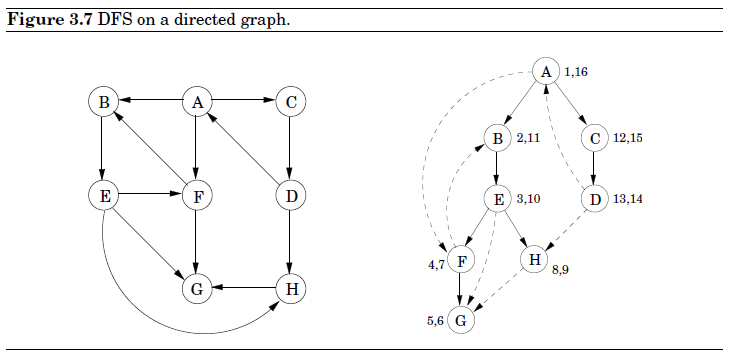 Figure 3.7 DFS on a directed graph.
B A C
E F D
G H
A 1,16
B 2,11 C 12,15
E 3,10 D 13,14
4,7 F H 8,9
5,6 G